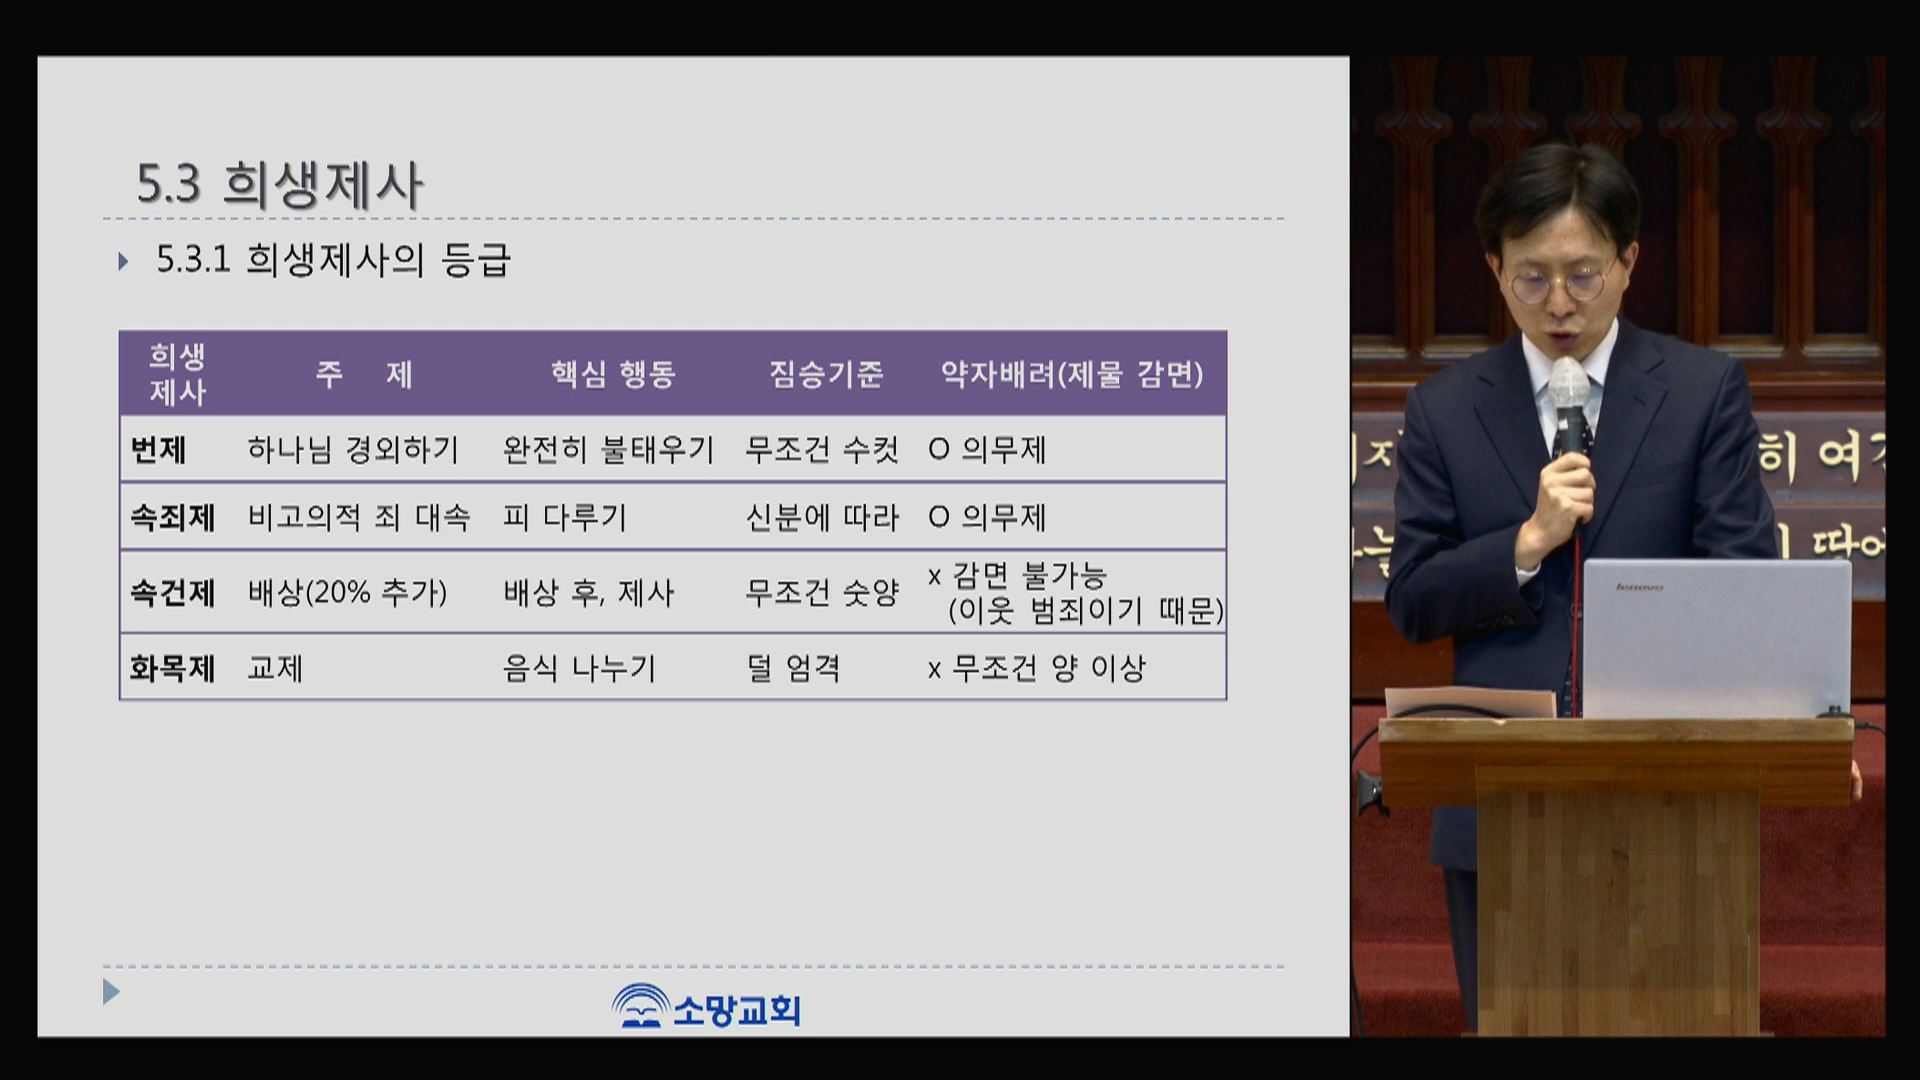 5.3 희생제사
5.3.1 희생제사의 등급
희생
제사
주 제
핵심 행동
짐승기준
약자배려(제물 감면)
번제 하나님 경외하기 완전히 불태우기 무조건 수컷 O 의무제
속죄제 비고의적 죄 대속 피 다루기 신분에 따라 O 의무제
속건제 배상(20% 추가) 배상 후, 제사 무조건 숫양 x 감면 불가능
(이웃 범죄이기 때문)
화목제 교제 음식 나누기 덜 엄격 x 무조건 양 이상
소망교회
히 여
lenovo